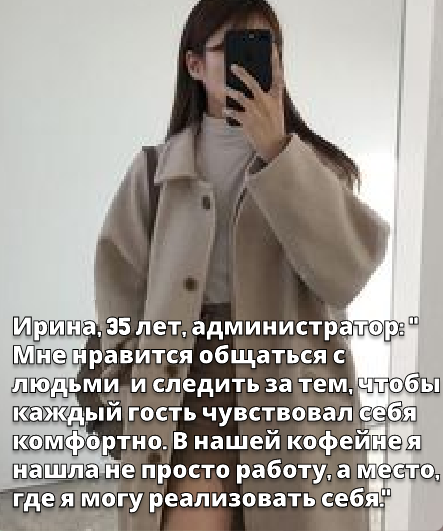 Ирина, 35 лет, администратор: "
Мне нравится общаться с
людьми и следить за тем, чтобы
каждый гость чувствовал себя
комфортно. В нашей кофейне я
нашла не просто работу, а место,
где я могу реализовать себя."